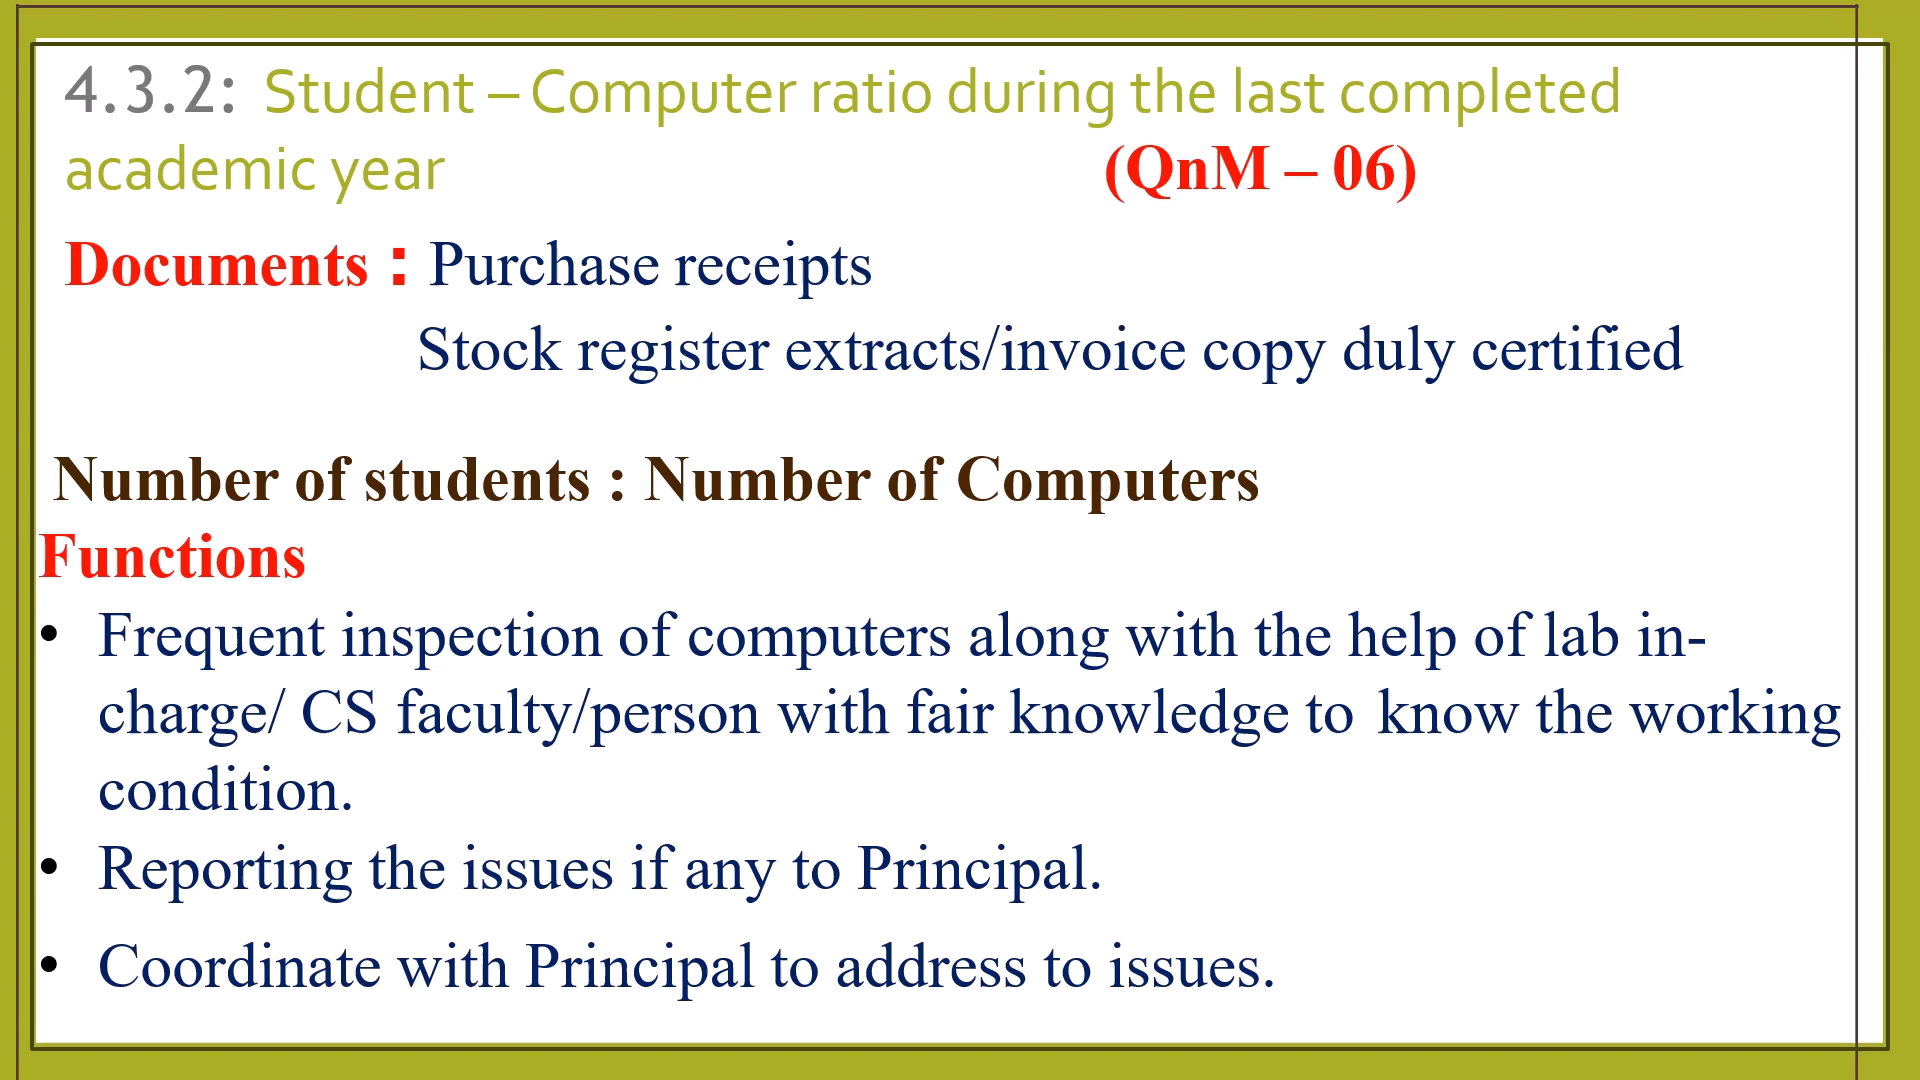 4.3.2: Student – Computer ratio during the last completed
academic year (QnM – 06)
Documents : Purchase receipts
Stock register extracts/invoice copy duly certified
Number of students : Number of Computers
Functions
• Frequent inspection of computers along with the help of lab in-
charge/ CS faculty/person with fair knowledge to know the working
condition.
• Reporting the issues if any to Principal.
• Coordinate with Principal to address to issues.